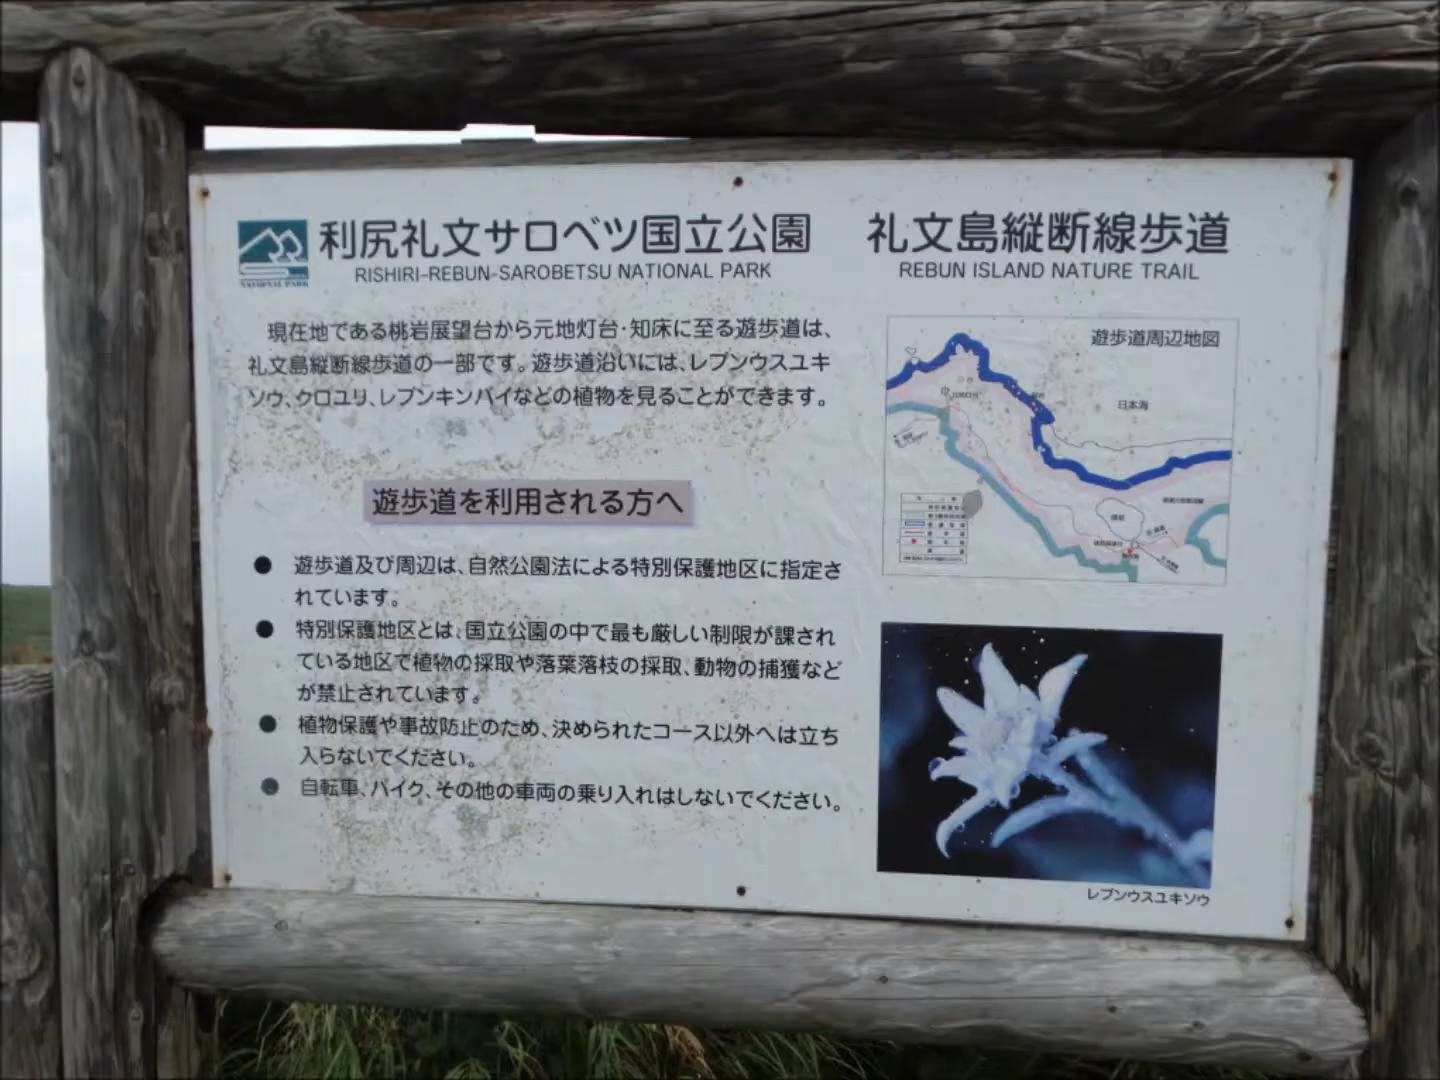 利尻礼文サロベツ国立公園
RISHIRI-REBUN-SAROBETSU NATIONAL PARK
NATIONAL PARK
礼文島縦断線歩道
REBUN ISLAND NATURE TRAIL
現在地である桃岩展望台から元地灯台・知床に至る遊歩道は、
礼文島縦断線歩道の一部です。遊歩道沿いには、レブンウスユキ
ソウ、クロユリ、レブンキンバイなどの植物を見ることができます。
遊歩道を利用される方へ
● 遊歩道及び周辺は、自然公園法による特別保護地区に指定さ
れています。
● 特別保護地区とは、国立公園の中で最も厳しい制限が課され
ている地区で植物の採取や落葉落枝の採取、動物の捕獲など
が禁止されています。
● 植物保護や事故防止のため、決められたコース以外へは立ち
入らないでください。
● 自転車、バイク、その他の車両の乗り入れはしないでください。
遊歩道周辺地図
日本海
レブンウスユキソウ